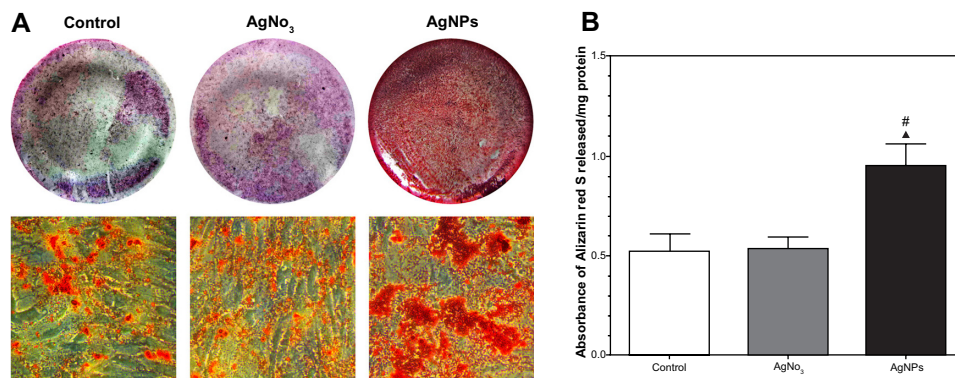 A
Control
AgNo₃
AgNPs
B
Absorbance of Alizarin red S released/mg protein
1.5
1.0
0.5
0.0
#
▲
Control
AgNo₃
AgNPs